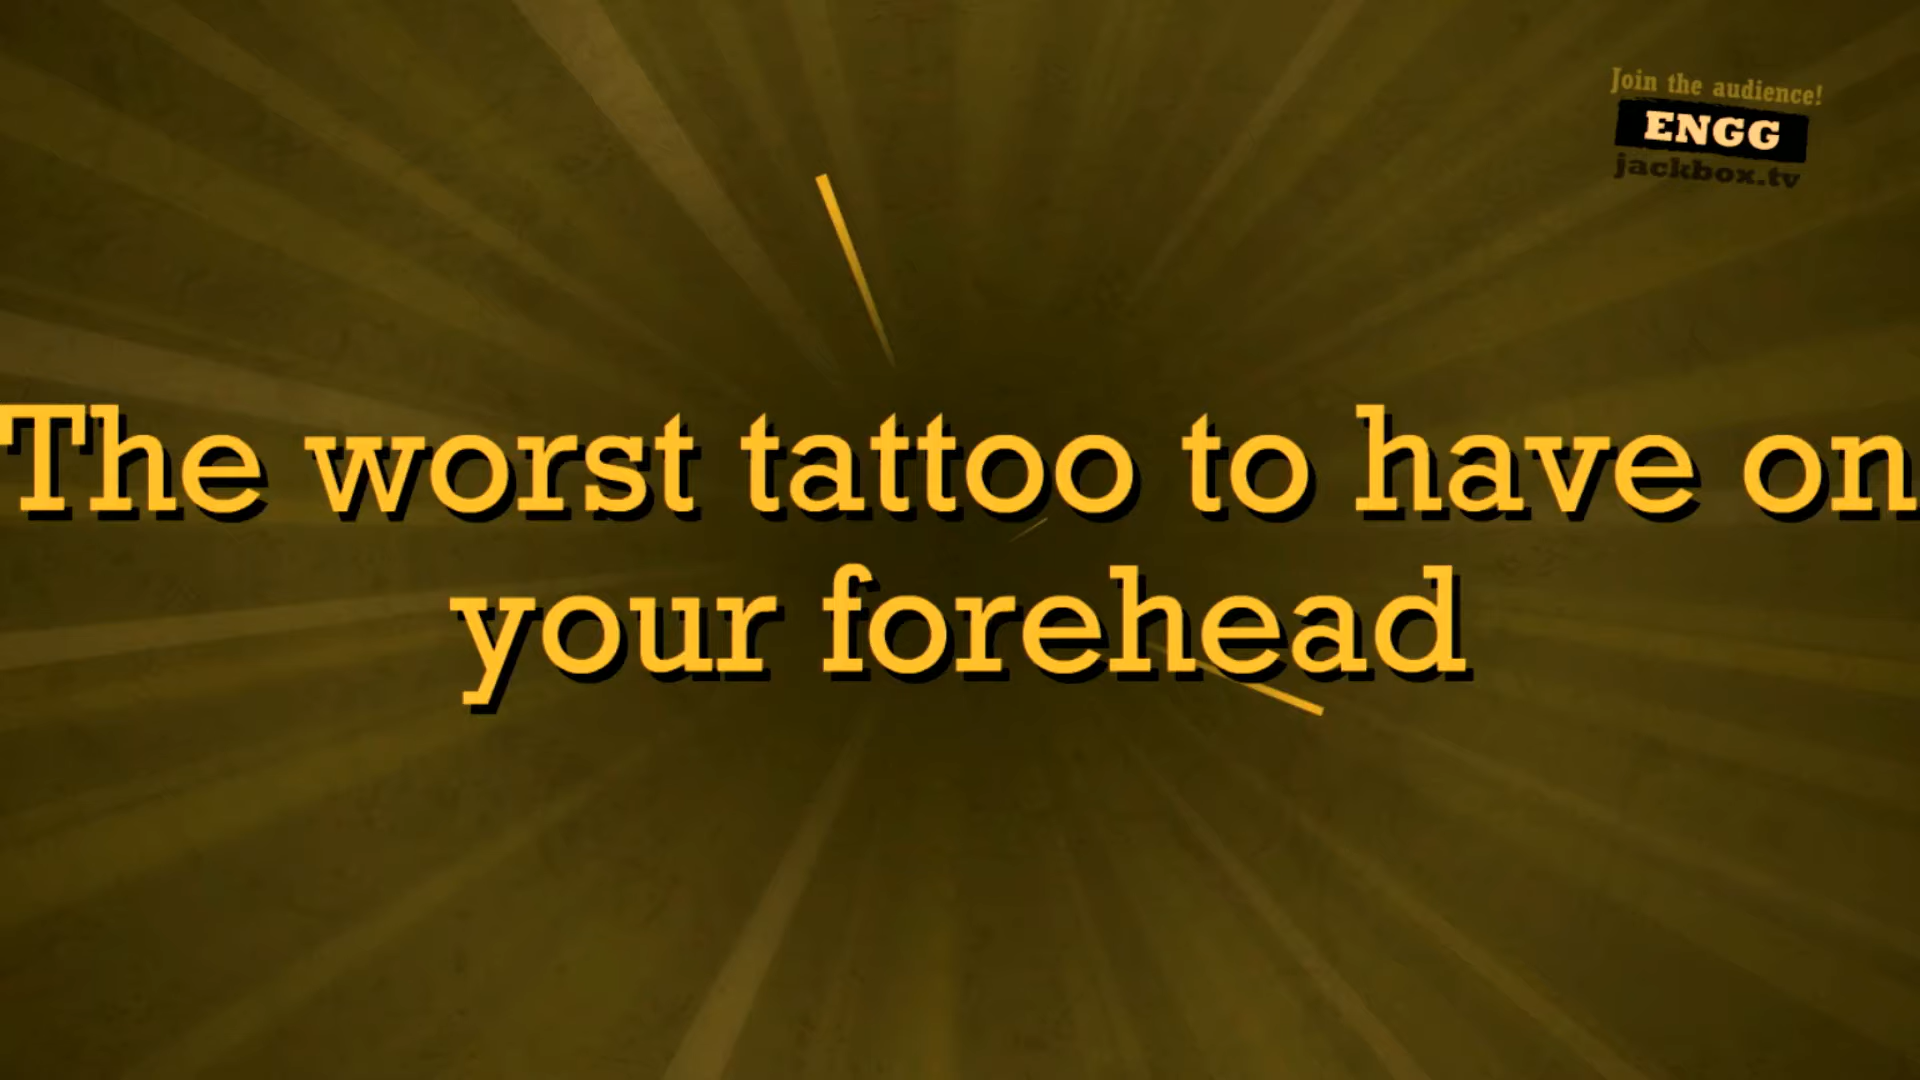 Join the audience!
ENGG
jackbox.tv
The worst tattoo to have on
your forehead